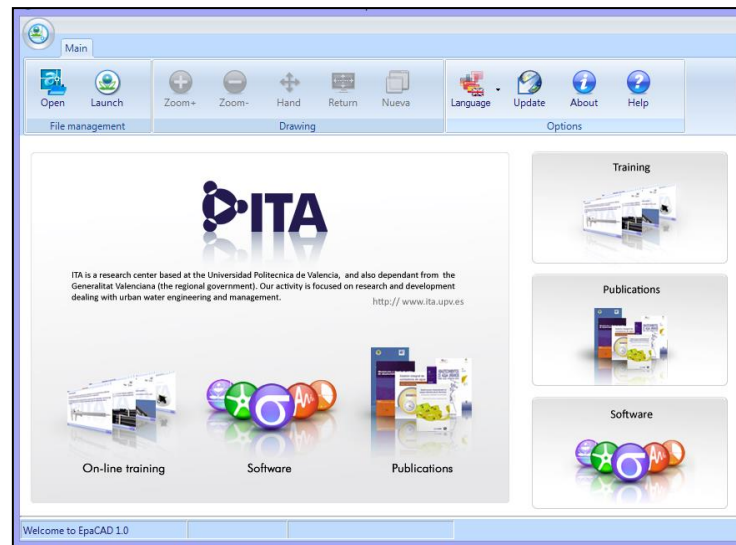 Main
Open
Launch
Zoom+
Zoom-
Hand
Return
Nueva
Language
Update
About
Help
File management
Drawing
Options
ITA
ITA is a research center based at the Universidad Politecnica de Valencia, and also dependant from the
Generalitat Valenciana (the regional government). Our activity is focused on research and development
dealing with urban water engineering and management.
http:// www.ita.upv.es
On-line training
Software
Publications
Training
Publications
Software
Welcome to EpaCAD 1.0